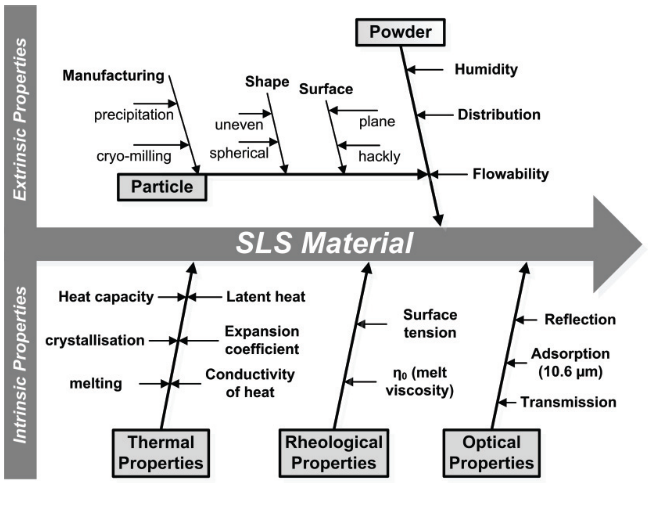 Extrinsic Properties
Powder
Humidity
Distribution
Flowability
Manufacturing
precipitation
cryo-milling
Shape
uneven
spherical
Surface
plane
hackly
Particle
SLS Material
Intrinsic Properties
Heat capacity
Latent heat
crystallisation
Expansion
coefficient
melting
Conductivity
of heat
Thermal
Properties
Surface
tension
η₀ (melt
viscosity)
Rheological
Properties
Reflection
Adsorption
(10.6 µm)
Transmission
Optical
Properties